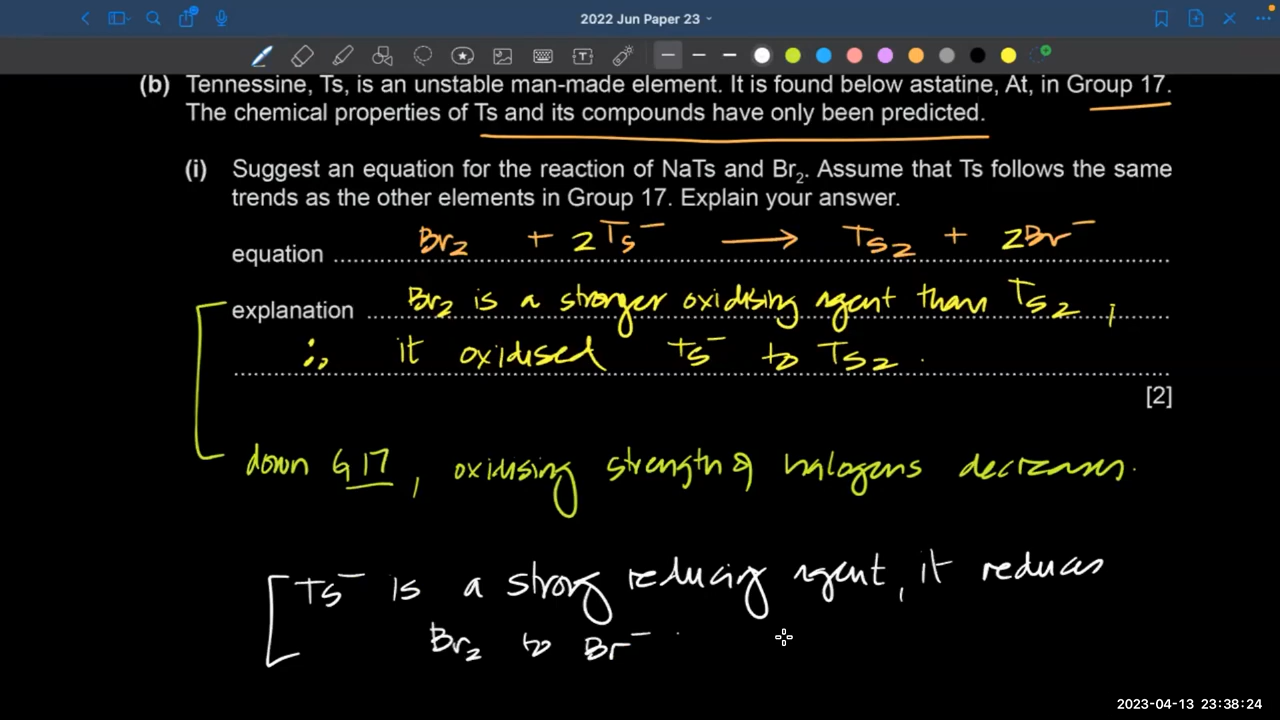 2022 Jun Paper 23
(b) Tennessine, Ts, is an unstable man-made element. It is found below astatine, At, in Group 17.
The chemical properties of Ts and its compounds have only been predicted.
(i) Suggest an equation for the reaction of NaTs and Br₂. Assume that Ts follows the same
trends as the other elements in Group 17. Explain your answer.
equation Br₂ + 2Ts⁻ → Ts₂ + 2Br⁻
explanation Br₂ is a stronger oxidising agent than Ts₂,
∴ it oxidised Ts⁻ to Ts₂.
[2]
down G17, oxidising strength of halogens decreases.
Ts⁻ is a strong reducing agent, it reduces
Br₂ to Br⁻.
2023-04-13 23:38:24